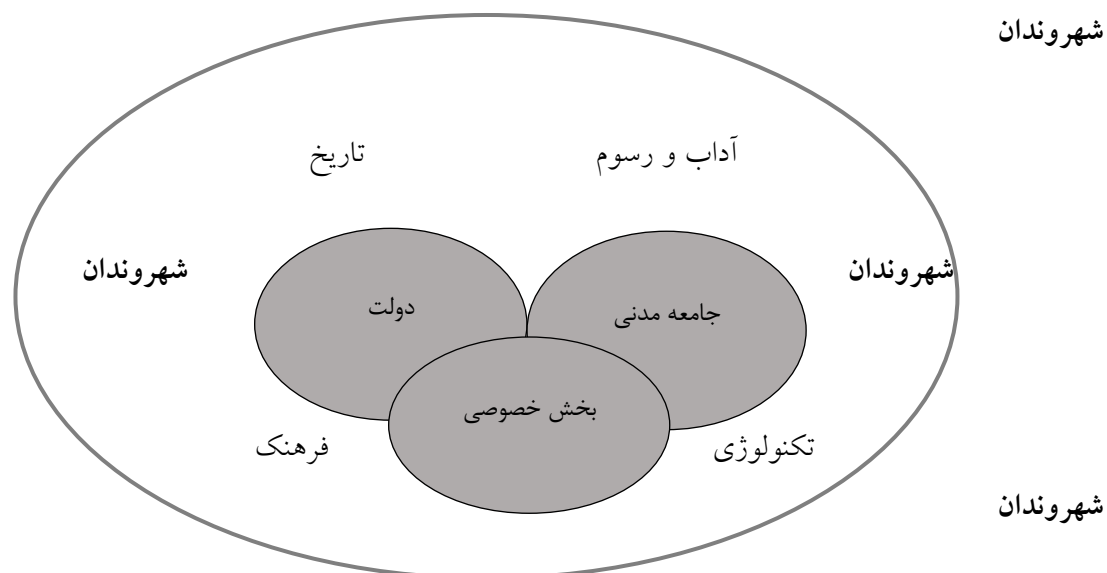 شهروندان
آداب و رسوم
تاریخ
شهروندان
شهروندان
جامعه مدنی
دولت
بخش خصوصی
تکنولوژی
فرهنک
شهروندان